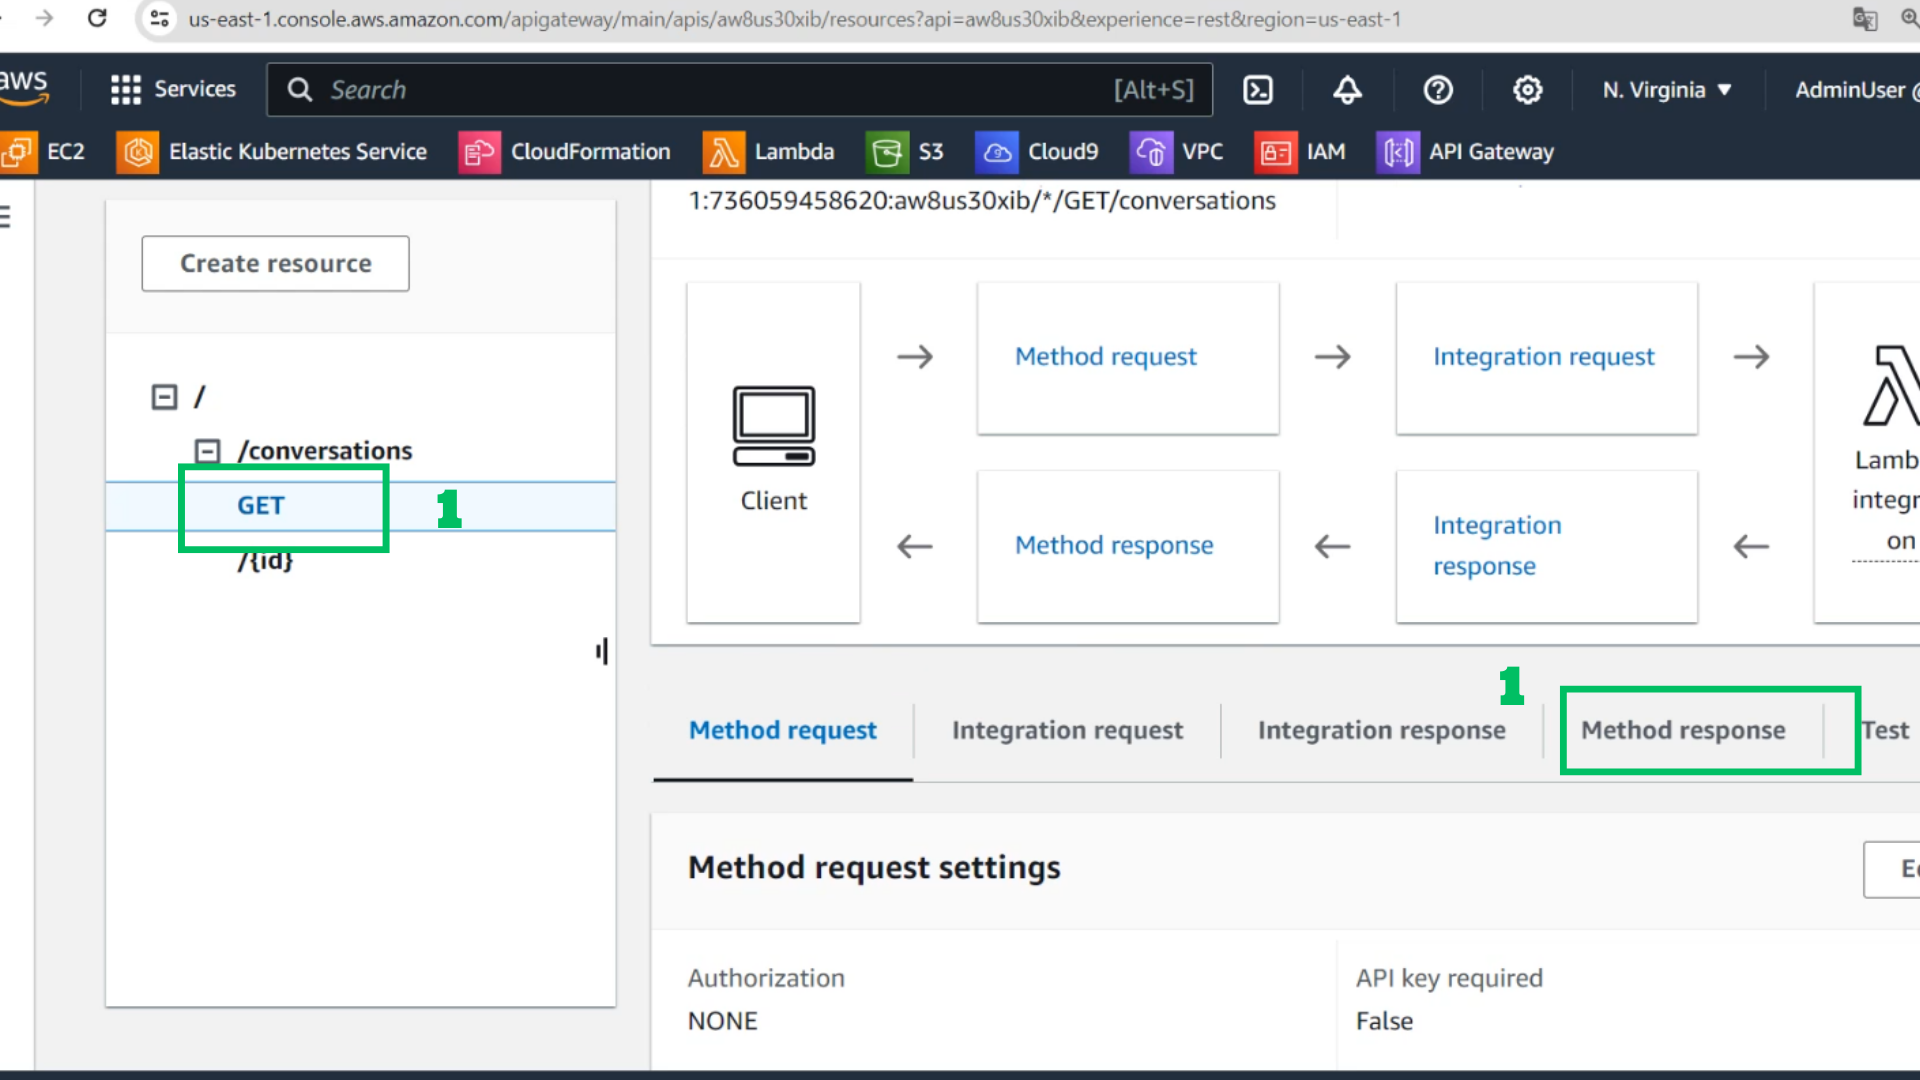 us-east-1.console.aws.amazon.com/apigateway/main/apis/aw8us30xib/resources?api=aw8us30xib&experience=rest&region=us-east-1
aws
Services
Search
[Alt+S]
N. Virginia
AdminUser @
EC2
Elastic Kubernetes Service
CloudFormation
Lambda
S3
Cloud9
VPC
IAM
API Gateway
1:736059458620:aw8us30xib/*/GET/conversations
Create resource
/
/conversations
GET
1
/{id}
Client
Method request
Integration request
Method response
Integration
response
Lamb
integr
on
1
Method request
Integration request
Integration response
Method response
Test
Method request settings
Authorization
NONE
API key required
False